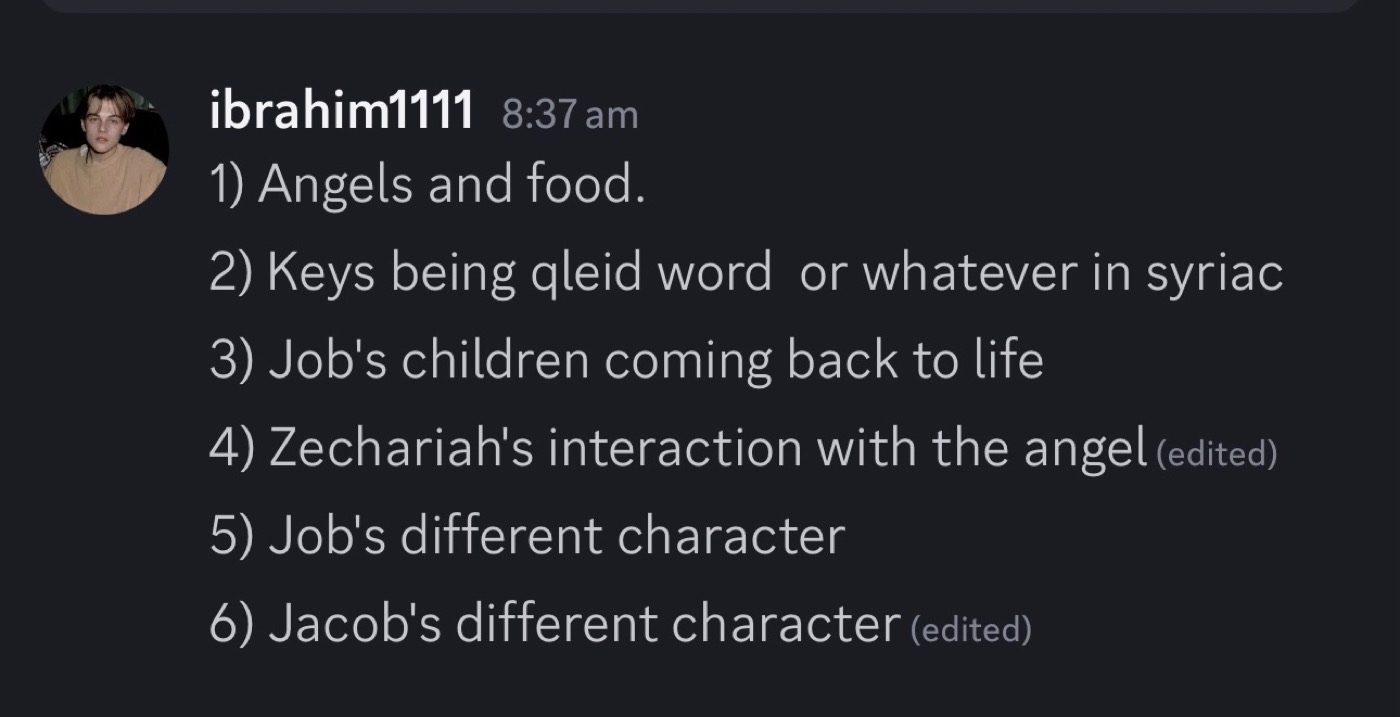 ibrahim1111 8:37 am
1) Angels and food.
2) Keys being qleid word  or whatever in syriac
3) Job's children coming back to life
4) Zechariah's interaction with the angel (edited)
5) Job's different character
6) Jacob's different character (edited)